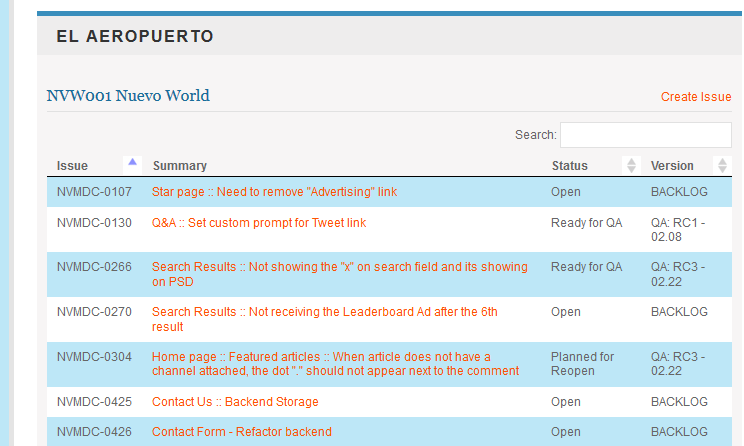 EL AEROPUERTO
NVW001 Nuevo World
Create Issue
Search:
Issue Summary Status Version
NVMDC-0107 Star page :: Need to remove "Advertising" link Open BACKLOG
NVMDC-0130 Q&A :: Set custom prompt for Tweet link Ready for QA QA: RC1 -
02.08
NVMDC-0266 Search Results :: Not showing the "x" on search field and its showing Ready for QA QA: RC3 -
on PSD 02.22
NVMDC-0270 Search Results :: Not receiving the Leaderboard Ad after the 6th Open BACKLOG
result
NVMDC-0304 Home page :: Featured articles :: When article does not have a Planned for QA: RC3 -
channel attached, the dot "." should not appear next to the comment Reopen 02.22
NVMDC-0425 Contact Us :: Backend Storage Open BACKLOG
NVMDC-0426 Contact Form - Refactor backend Open BACKLOG